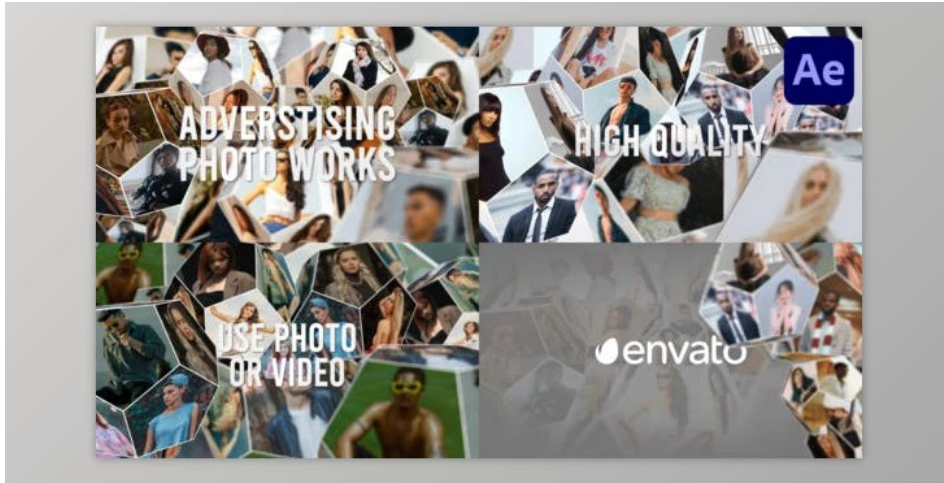 ADVERSTISING
PHOTO WORKS
HIGH QUALITY
Ae
USE PHOTO
OR VIDEO
envato